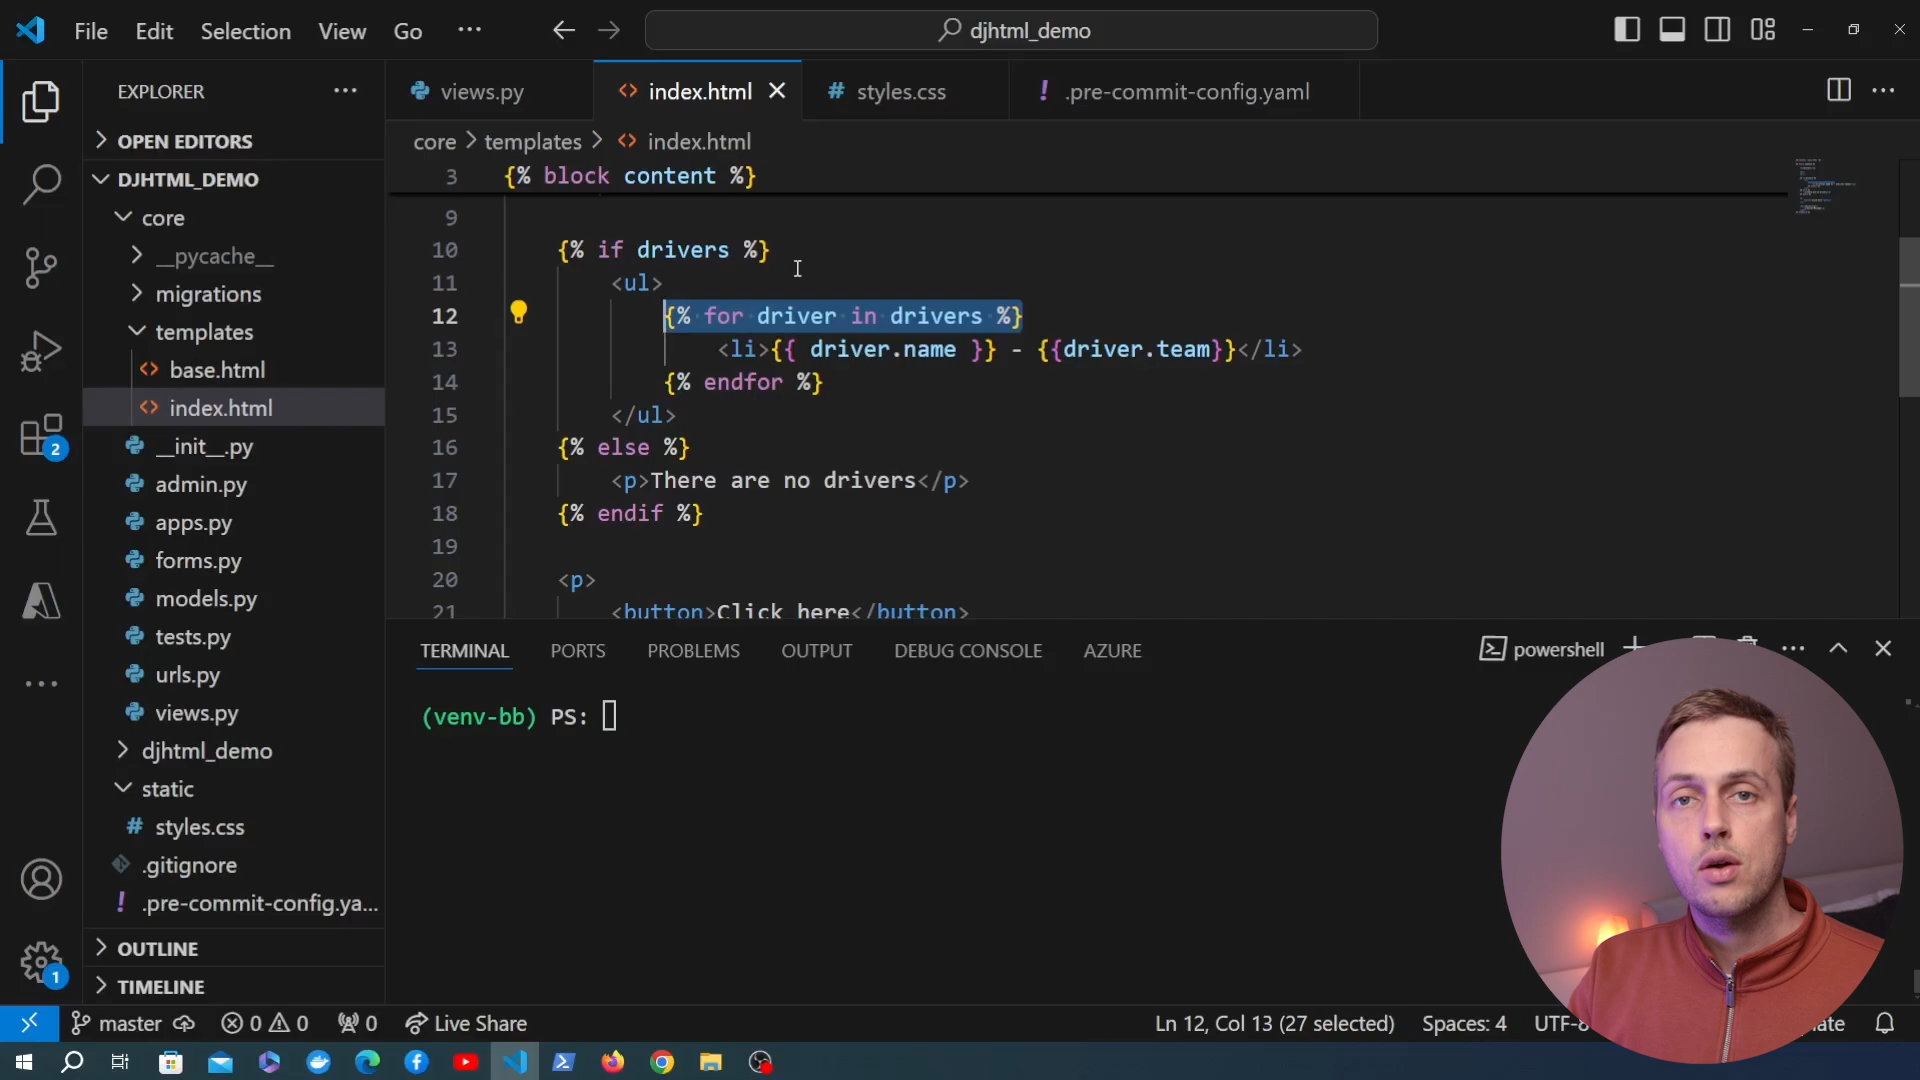 File Edit Selection View Go ···
djhtml_demo
EXPLORER ···
views.py
index.html
# styles.css
! .pre-commit-config.yaml
OPEN EDITORS
core > templates > index.html
DJHTML_DEMO
core
__pycache__
migrations
templates
base.html
index.html
__init__.py
admin.py
apps.py
forms.py
models.py
tests.py
urls.py
views.py
djhtml_demo
static
# styles.css
.gitignore
! .pre-commit-config.ya...
OUTLINE
TIMELINE
2
1
3 {% block content %}
9
10 {% if drivers %}
11 <ul>
12 {% for driver in drivers %}
13 <li>{{ driver.name }} - {{driver.team}}</li>
14 {% endfor %}
15 </ul>
16 {% else %}
17 <p>There are no drivers</p>
18 {% endif %}
19
20 <p>
21 <button>Click here</button>
TERMINAL PORTS PROBLEMS OUTPUT DEBUG CONSOLE AZURE
powershell
(venv-bb) PS:
master 0 0 0 Live Share
Ln 12, Col 13 (27 selected) Spaces: 4 UTF-8